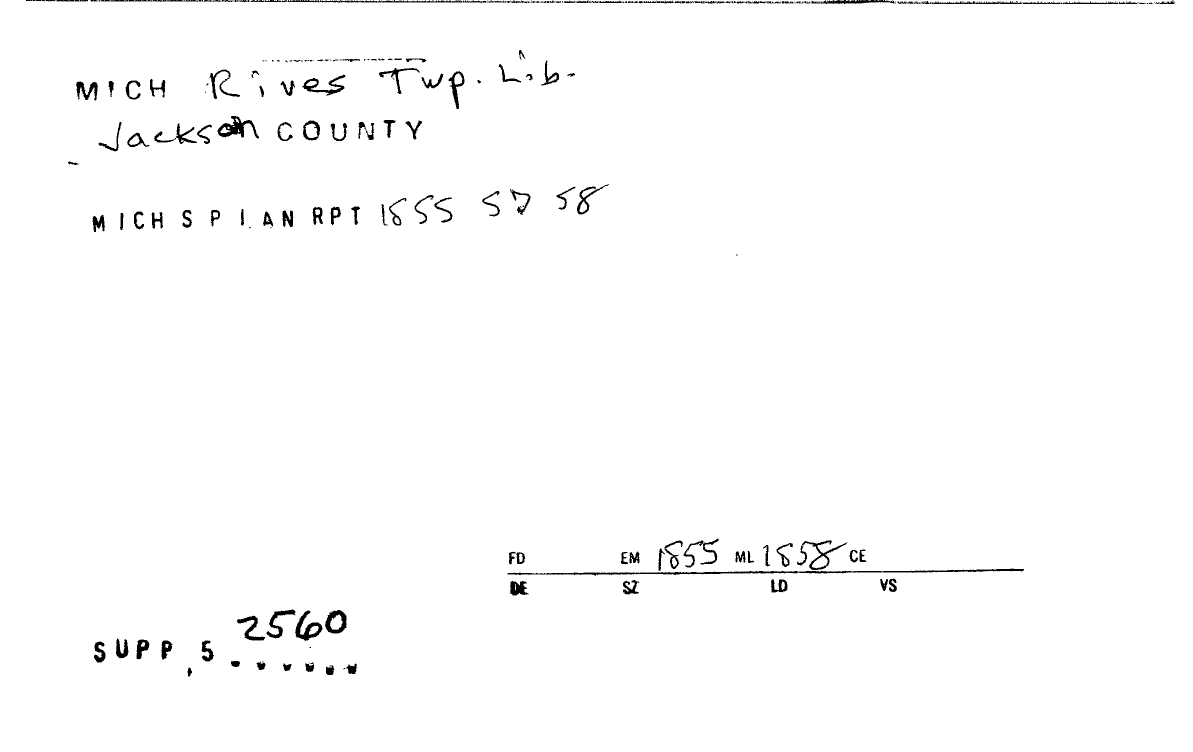 MICH Rives Twp. Lib.
Jackson COUNTY
MICH S P I AN RPT 1855 57 58
FD EM 1855 ML 1858 CE
DE SZ LD VS
2560
SUPP, 5 ......